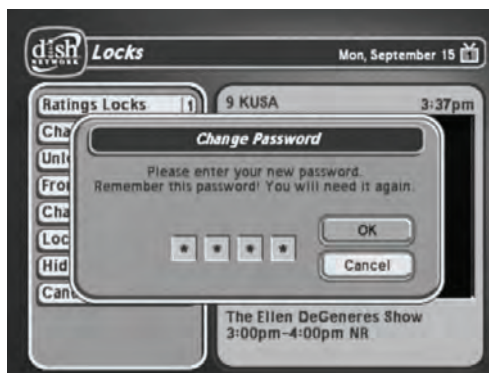 dish
NETWORK
Locks
Mon, September 15
Ratings Locks 1
9 KUSA
3:37pm
Cha
Unl
Fro
Cha
Loc
Hid
Can
Change Password
Please enter your new password.
Remember this password! You will need it again.
* * * *
OK
Cancel
The Ellen DeGeneres Show
3:00pm-4:00pm NR